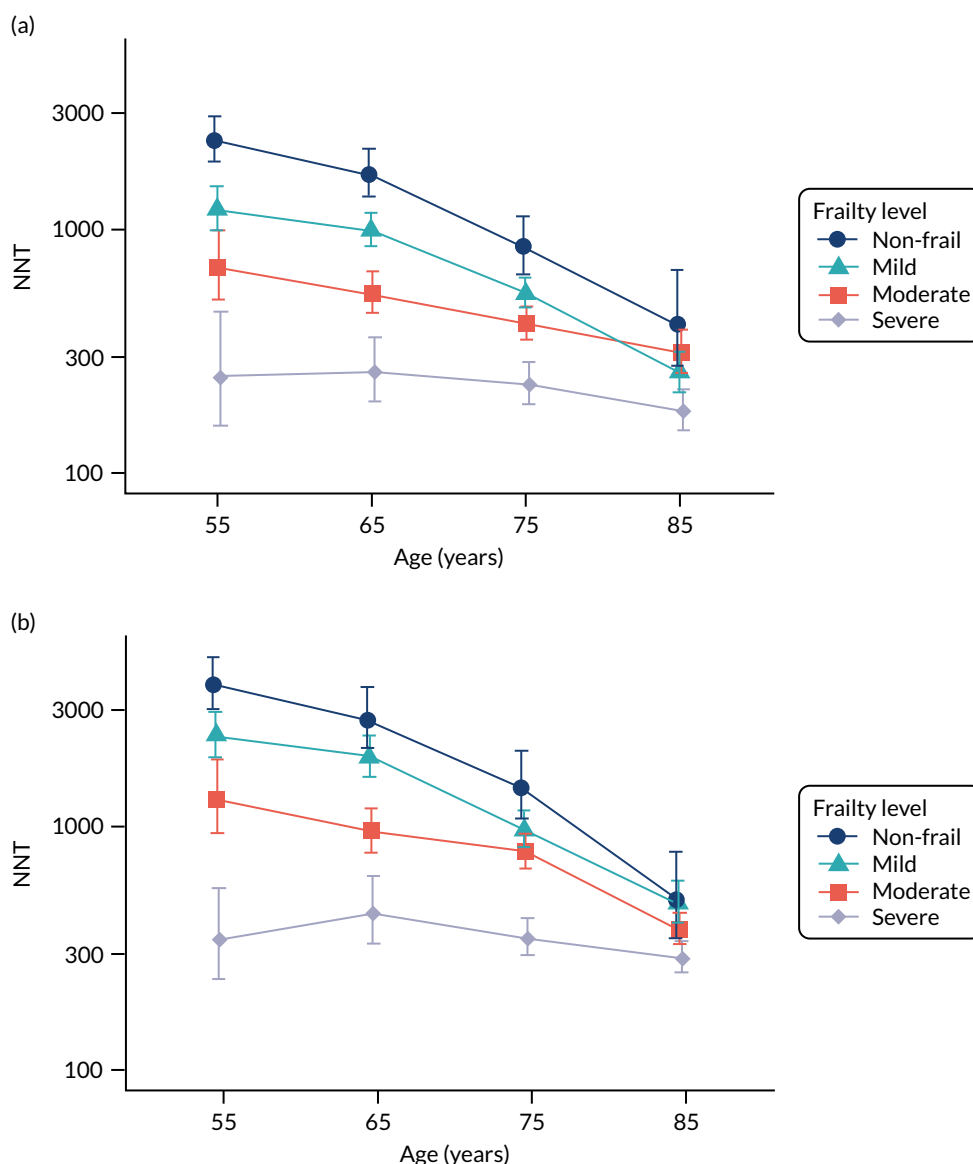 (a)
3000
1000
300
100
NNT
55 65 75 85
Age (years)
Frailty level
Non-frail
Mild
Moderate
Severe
(b)
3000
1000
300
100
NNT
55 65 75 85
Age (years)
Frailty level
Non-frail
Mild
Moderate
Severe